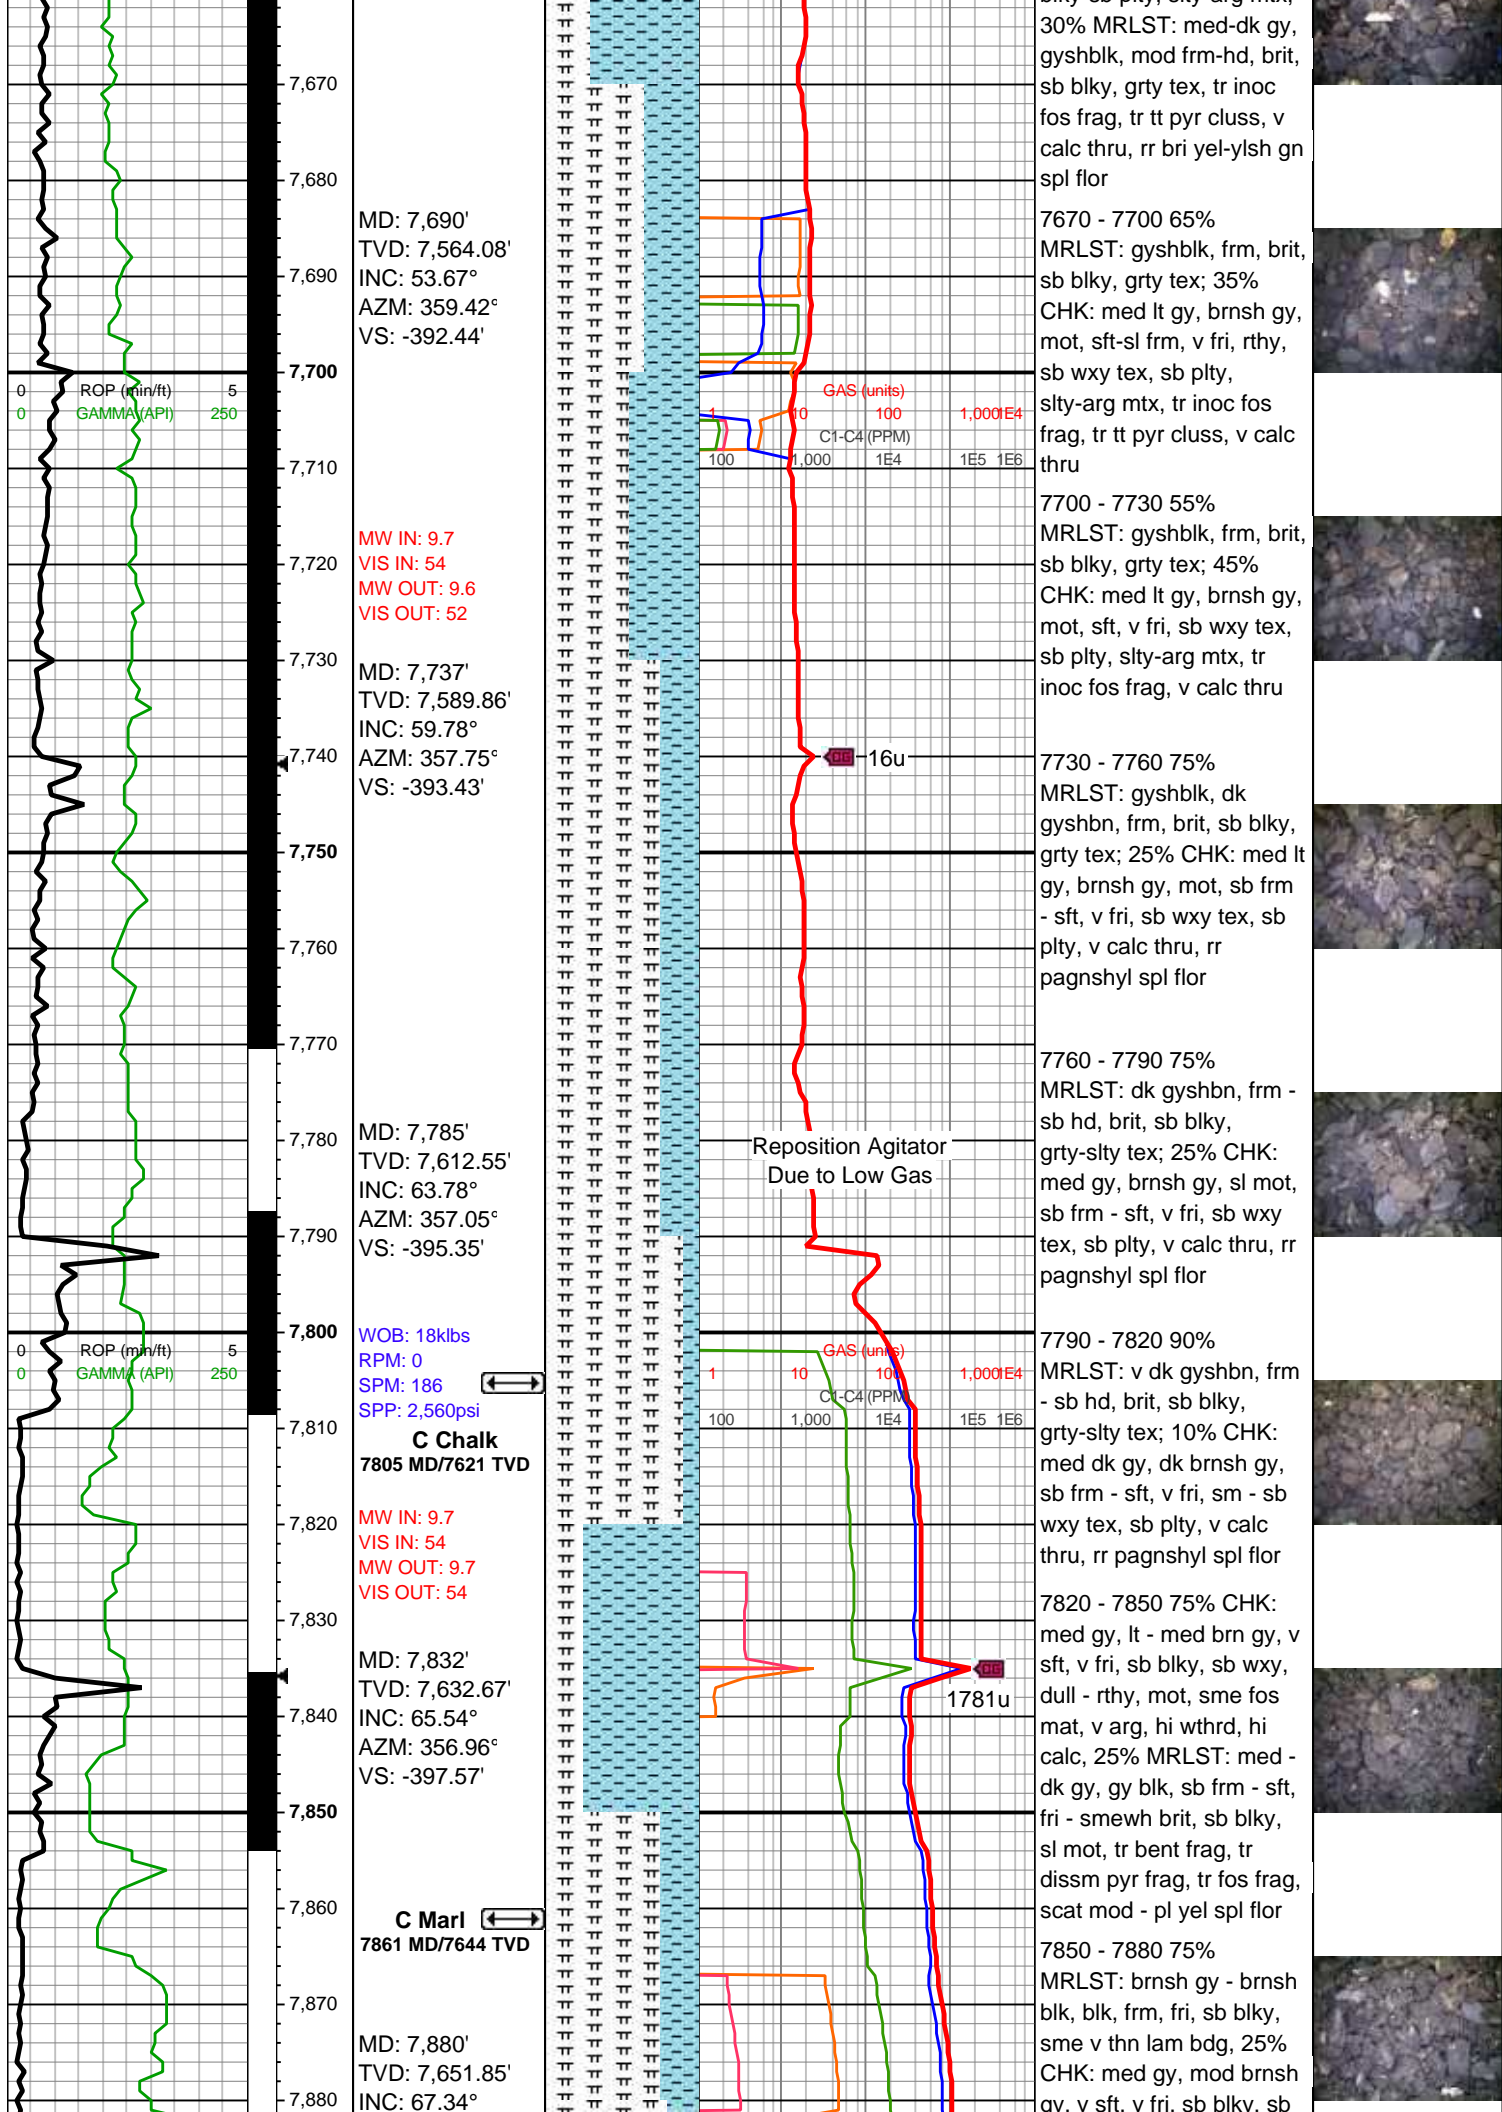 30% MRLST: med-dk gy,
gyshblk, mod frm-hd, brit,
sb blky, grty tex, tr inoc
fos frag, tr tt pyr cluss, v
calc thru, rr bri yel-ylsh gn
spl flor
7,670
7,680
MD: 7,690'
TVD: 7,564.08'
INC: 53.67°
AZM: 359.42°
VS: -392.44'
7670 - 7700 65%
MRLST: gyshblk, frm, brit,
sb blky, grty tex; 35%
CHK: med lt gy, brnsh gy,
mot, sft-sl frm, v fri, rthy,
sb wxy tex, sb plty,
slty-arg mtx, tr inoc fos
frag, tr tt pyr cluss, v calc
thru
7,690
7,700
0 ROP (min/ft) 5
0 GAMMA (API) 250
GAS (units)
1 10 100 1,000 1E4
C1-C4 (PPM)
100 1,000 1E4 1E5 1E6
7,710
MW IN: 9.7
VIS IN: 54
MW OUT: 9.6
VIS OUT: 52
7700 - 7730 55%
MRLST: gyshblk, frm, brit,
sb blky, grty tex; 45%
CHK: med lt gy, brnsh gy,
mot, sft, v fri, sb wxy tex,
sb plty, slty-arg mtx, tr
inoc fos frag, v calc thru
7,720
7,730
MD: 7,737'
TVD: 7,589.86'
INC: 59.78°
AZM: 357.75°
VS: -393.43'
7,740
16u
7730 - 7760 75%
MRLST: gyshblk, dk
gyshbn, frm, brit, sb blky,
grty tex; 25% CHK: med lt
gy, brnsh gy, mot, sb frm
- sft, v fri, sb wxy tex, sb
plty, v calc thru, rr
pagnshyl spl flor
7,750
7,760
7,770
7760 - 7790 75%
MRLST: dk gyshbn, frm -
sb hd, brit, sb blky,
grty-slty tex; 25% CHK:
med gy, brnsh gy, sl mot,
sb frm - sft, v fri, sb wxy
tex, sb plty, v calc thru, rr
pagnshyl spl flor
7,780
MD: 7,785'
TVD: 7,612.55'
INC: 63.78°
AZM: 357.05°
VS: -395.35'
Reposition Agitator
Due to Low Gas
7,790
7,800
WOB: 18klbs
RPM: 0
SPM: 186
SPP: 2,560psi
0 ROP (min/ft) 5
0 GAMMA (API) 250
GAS (units)
1 10 100 1,000 1E4
C1-C4 (PPM)
100 1,000 1E4 1E5 1E6
7790 - 7820 90%
MRLST: v dk gyshbn, frm
- sb hd, brit, sb blky,
grty-slty tex; 10% CHK:
med dk gy, dk brnsh gy,
sb frm - sft, v fri, sm - sb
wxy tex, sb plty, v calc
thru, rr pagnshyl spl flor
7,810
C Chalk
7805 MD/7621 TVD
MW IN: 9.7
VIS IN: 54
MW OUT: 9.7
VIS OUT: 54
7,820
7,830
MD: 7,832'
TVD: 7,632.67'
INC: 65.54°
AZM: 356.96°
VS: -397.57'
1781u
7820 - 7850 75% CHK:
med gy, lt - med brn gy, v
sft, v fri, sb blky, sb wxy,
dull - rthy, mot, sme fos
mat, v arg, hi wthrd, hi
calc, 25% MRLST: med -
dk gy, gy blk, sb frm - sft,
fri - smewh brit, sb blky,
sl mot, tr bent frag, tr
dissm pyr frag, tr fos frag,
scat mod - pl yel spl flor
7,840
7,850
7,860
C Marl
7861 MD/7644 TVD
7850 - 7880 75%
MRLST: brnsh gy - brnsh
blk, blk, frm, fri, sb blky,
sme v thn lam bdg, 25%
CHK: med gy, mod brnsh
7,870
MD: 7,880'
TVD: 7,651.85'
INC: 67.34°
7,880
gy, v sft, v fri, sb blky, sb